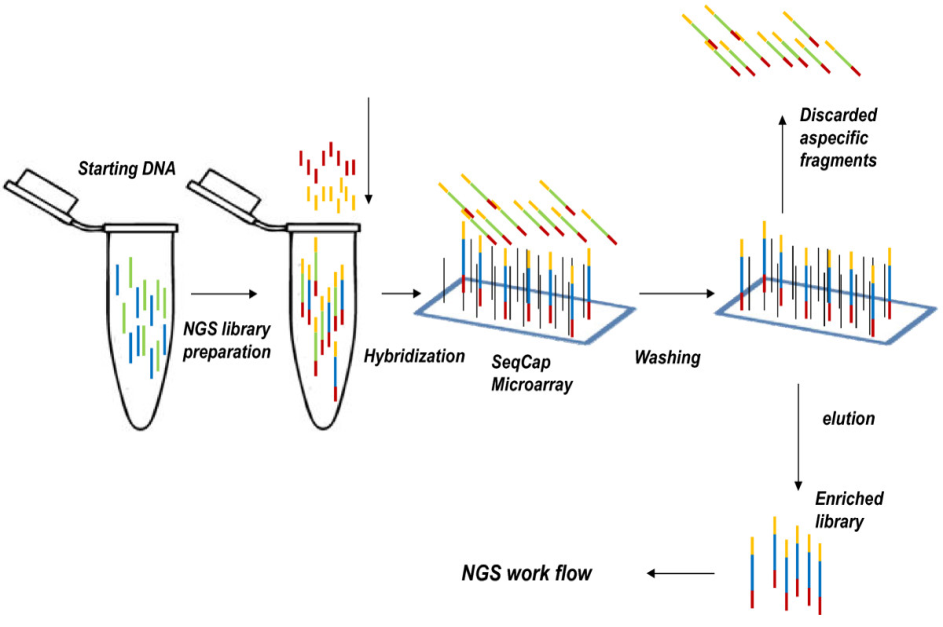 Starting DNA
NGS library
preparation
Hybridization
SeqCap
Microarray
Washing
Discarded
aspecific
fragments
elution
Enriched
library
NGS work flow